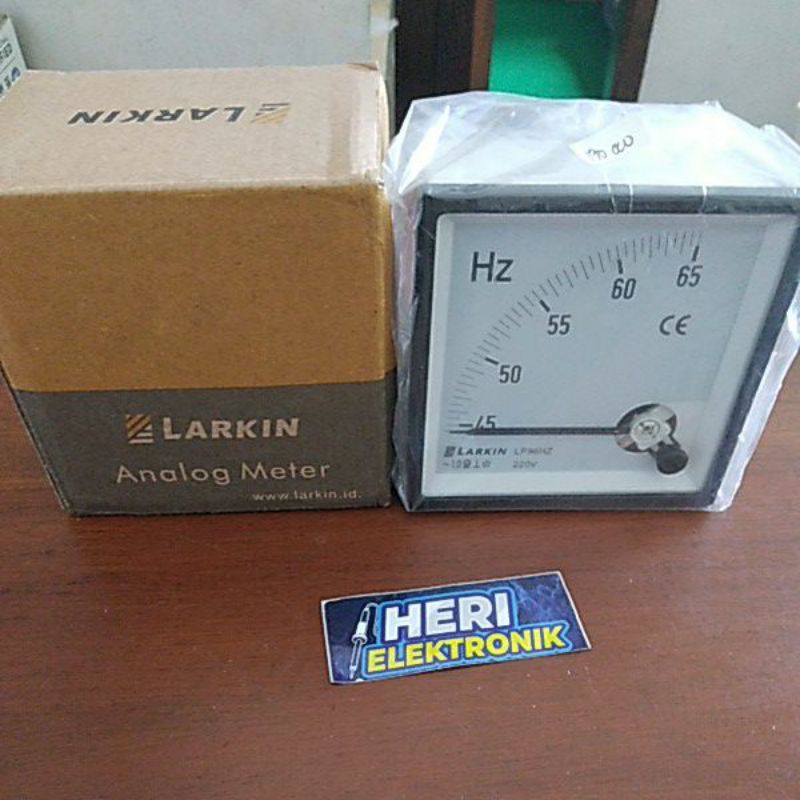 LARKIN
LARKIN
Analog Meter
www.larkin.id.
Hz
45
50
55
60
65
CE
LARKIN LP96HZ
220V
HERI
ELEKTRONIK